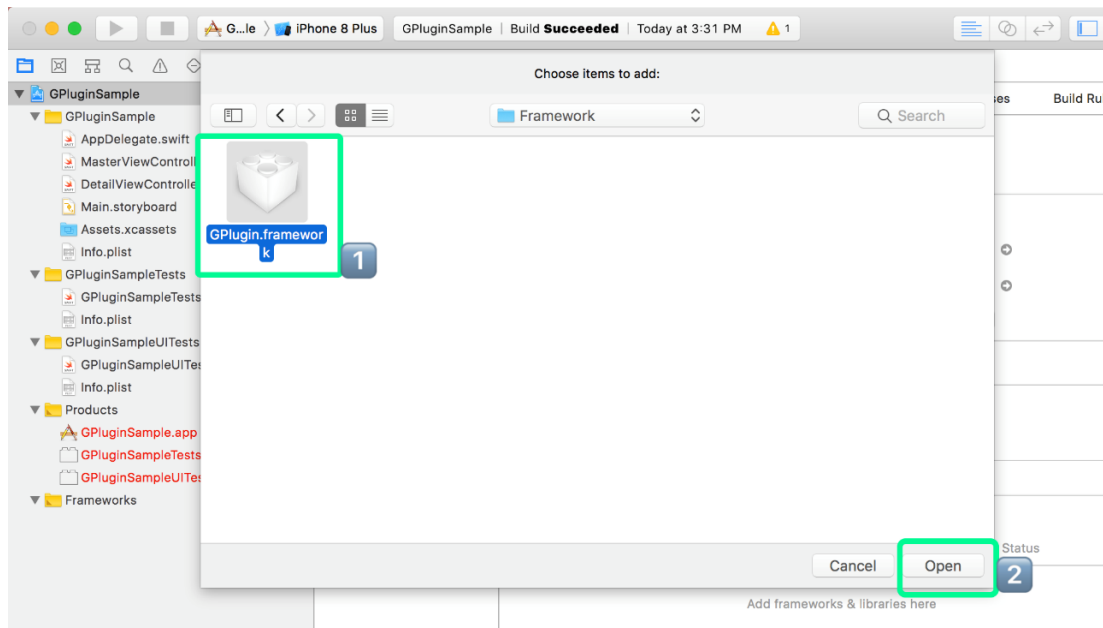 G...le
iPhone 8 Plus
GPluginSample | Build Succeeded | Today at 3:31 PM
1
Choose items to add:
GPluginSample
Build Ru
Framework
Search
GPluginSample
AppDelegate.swift
MasterViewControll
DetailViewControlle
Main.storyboard
Assets.xcassets
Info.plist
GPluginSampleTests
GPluginSampleTests
Info.plist
GPluginSampleUITests
GPluginSampleUITes
Info.plist
Products
GPluginSample.app
GPluginSampleTests
GPluginSampleUITes
Frameworks
GPlugin.framewor
k
1
Cancel
Open
2
Status
Add frameworks & libraries here